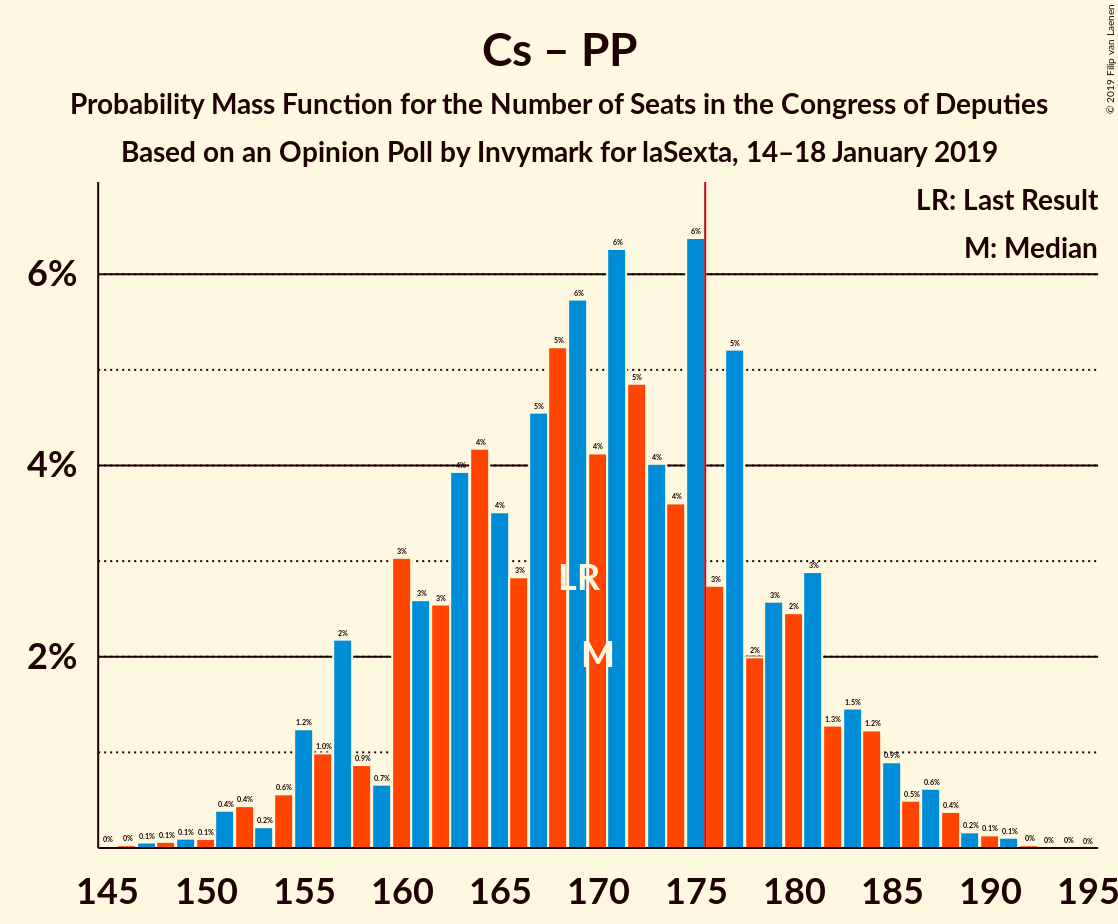 Cs – PP
Probability Mass Function for the Number of Seats in the Congress of Deputies
Based on an Opinion Poll by Invymark for laSexta, 14–18 January 2019
© 2019 Filip van Laenen
LR: Last Result
M: Median
6%
4%
2%
0% 0% 0.1% 0.1% 0.1% 0.1% 0.4% 0.4% 0.2% 0.6% 1.2% 1.0% 2% 0.9% 0.7% 3% 3% 3% 4% 4% 4% 3% 5% 5% 6% 4% 6% 5% 4% 4% 6% 3% 5% 2% 3% 2% 3% 1.3% 1.5% 1.2% 0.9% 0.5% 0.6% 0.4% 0.2% 0.1% 0.1% 0% 0% 0% 0%
LR
M
145 150 155 160 165 170 175 180 185 190 195